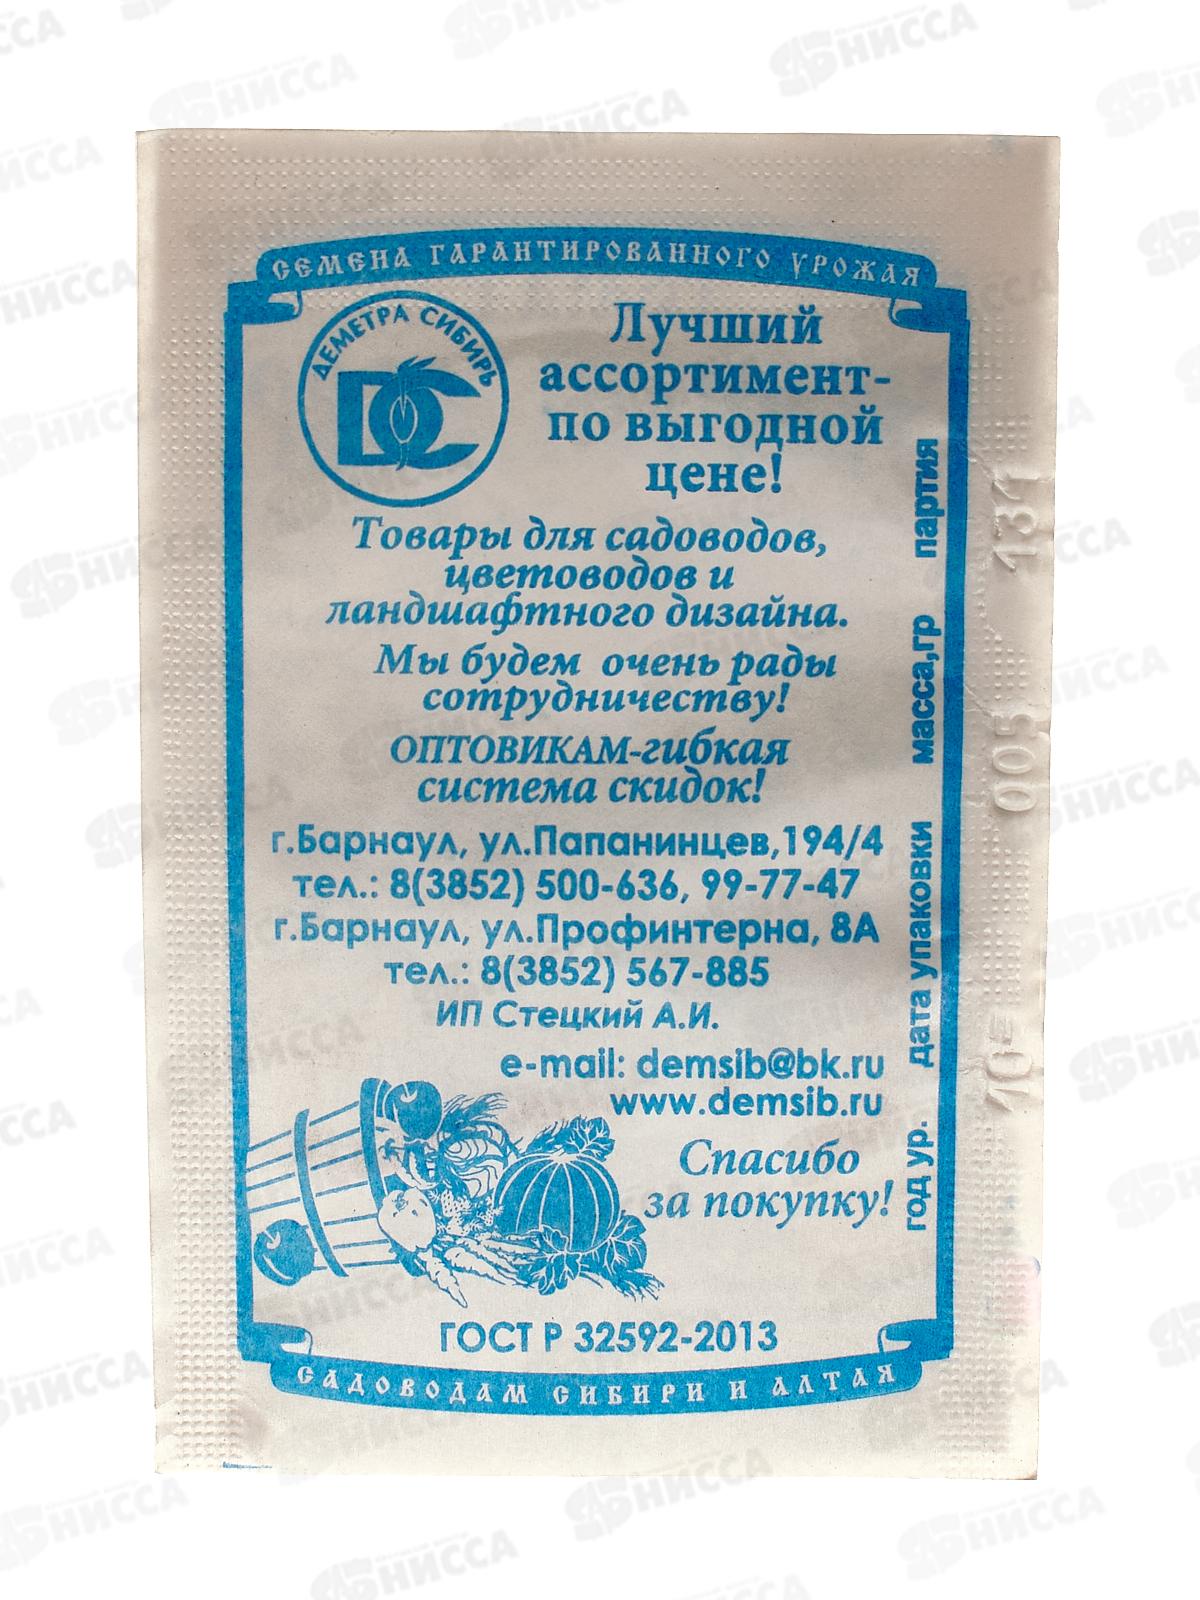 СЕМЕНА ГАРАНТИРОВАННОГО УРОЖАЯ
ДЕМЕТРА СИБИРЬ
DC
Лучший
ассортимент-
по выгодной
цене!
Товары для садоводов,
цветоводов и
ландшафтного дизайна.
Мы будем очень рады
сотрудничеству!
ОПТОВИКАМ-гибкая
система скидок!
г.Барнаул, ул.Папанинцев,194/4
тел.: 8(3852) 500-636, 99-77-47
г.Барнаул, ул.Профинтерна, 8А
тел.: 8(3852) 567-885
ИП Стецкий А.И.
e-mail: demsib@bk.ru
www.demsib.ru
Спасибо
за покупку!
ГОСТ Р 32592-2013
САДОВОДАМ СИБИРИ И АЛТАЯ
год ур. дата упаковки масса,гр партия
005 131
НИССА